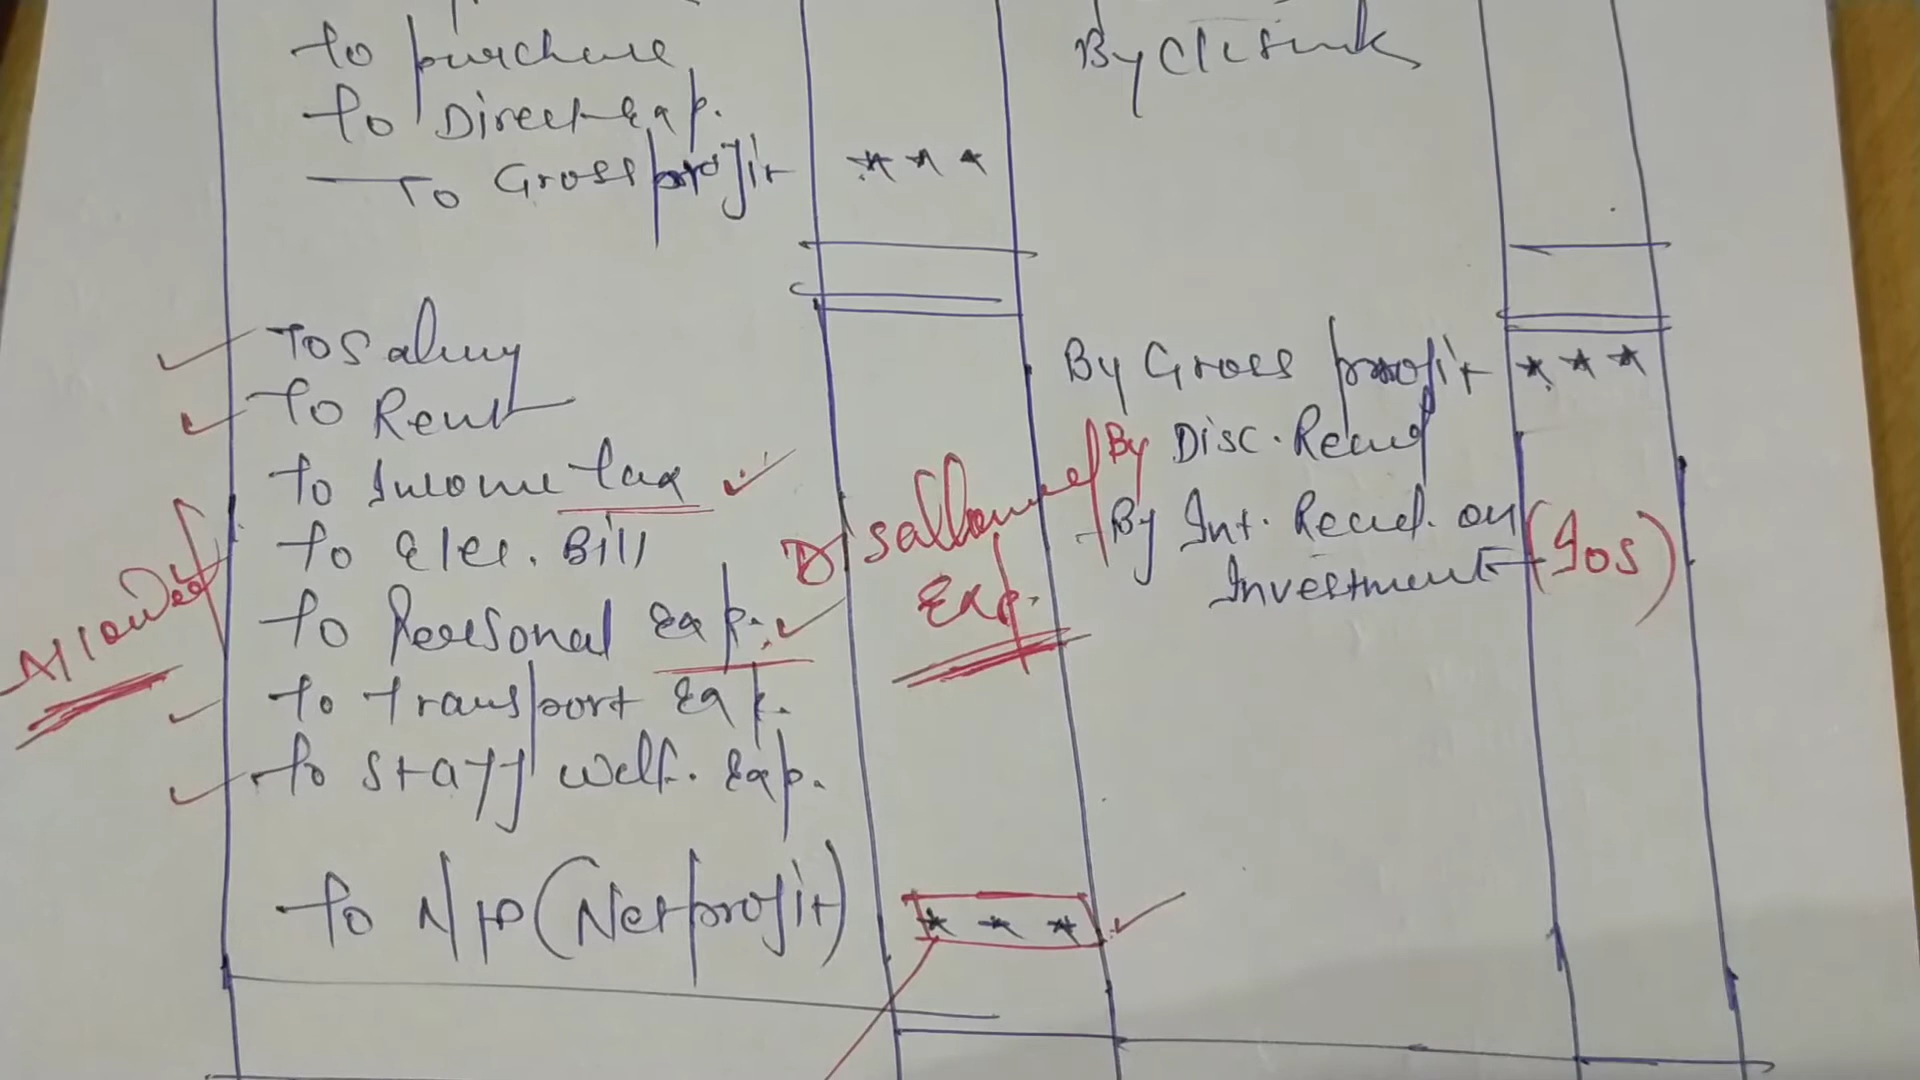 To purchase
To Direct Exp.
To Gross profit * * *
By Cl. Stock
To Salary
To Rent
To Income tax
To Elec. Bill
To Personal Exp.
To transport Exp.
To Staff Welf. Exp.
To N/P (Net profit) * * *
Allowed
Disallowed
Exp.
By Gross profit * * *
By Disc. Recd
By Int. Recd. on
Investment (IOS)